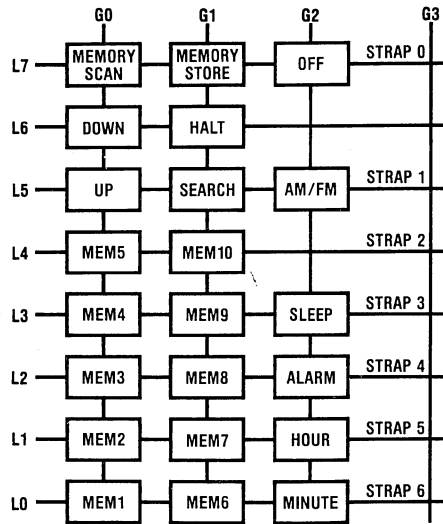 G0 G1 G2 G3
L7 MEMORY SCAN MEMORY STORE OFF STRAP 0
L6 DOWN HALT
L5 UP SEARCH AM/FM STRAP 1
L4 MEM5 MEM10 STRAP 2
L3 MEM4 MEM9 SLEEP STRAP 3
L2 MEM3 MEM8 ALARM STRAP 4
L1 MEM2 MEM7 HOUR STRAP 5
L0 MEM1 MEM6 MINUTE STRAP 6